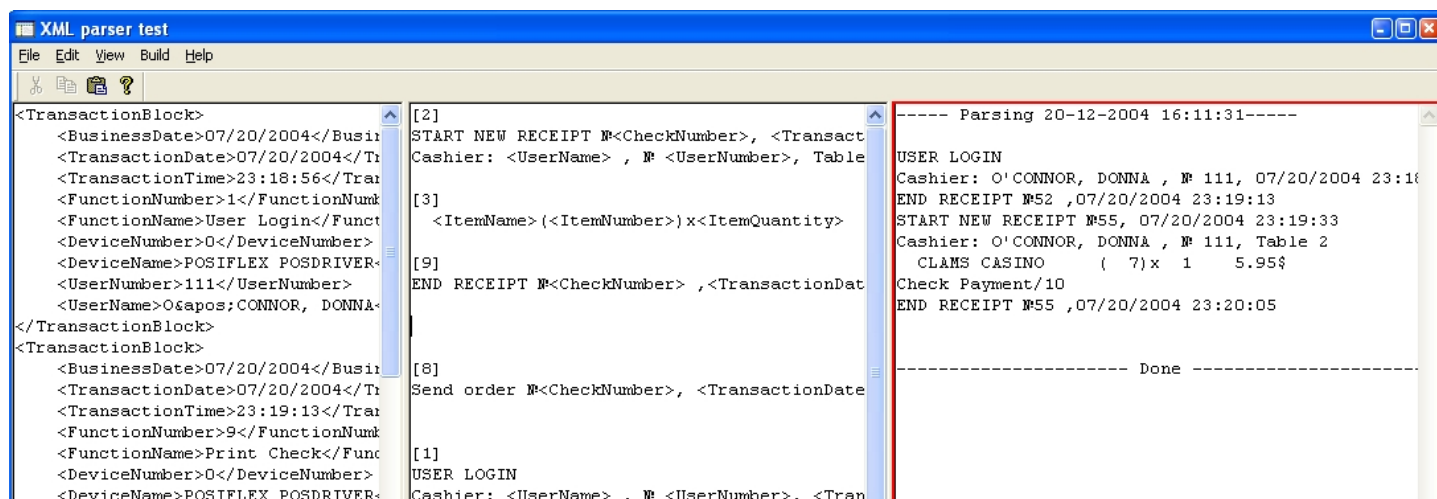 XML parser test
File Edit View Build Help
<TransactionBlock>
<BusinessDate>07/20/2004</Busin
<TransactionDate>07/20/2004</Tr
<TransactionTime>23:18:56</Tran
<FunctionNumber>1</FunctionNumb
<FunctionName>User Login</Funct
<DeviceNumber>0</DeviceNumber>
<DeviceName>POSIFLEX POSDRIVER<
<UserNumber>111</UserNumber>
<UserName>O&apos;CONNOR, DONNA<
</TransactionBlock>
<TransactionBlock>
<BusinessDate>07/20/2004</Busin
<TransactionDate>07/20/2004</Tr
<TransactionTime>23:19:13</Tran
<FunctionNumber>9</FunctionNumb
<FunctionName>Print Check</Func
<DeviceNumber>0</DeviceNumber>
<DeviceName>POSIFLEX POSDRIVER<
[2]
START NEW RECEIPT №<CheckNumber>, <Transact
Cashier: <UserName> , № <UserNumber>, Table
[3]
<ItemName>(<ItemNumber>)x<ItemQuantity>
[9]
END RECEIPT №<CheckNumber> ,<TransactionDat
[8]
Send order №<CheckNumber>, <TransactionDate
[1]
USER LOGIN
Cashier: <UserName> , № <UserNumber>, <Tran
----- Parsing 20-12-2004 16:11:31-----
USER LOGIN
Cashier: O'CONNOR, DONNA , № 111, 07/20/2004 23:18
END RECEIPT №52 ,07/20/2004 23:19:13
START NEW RECEIPT №55, 07/20/2004 23:19:33
Cashier: O'CONNOR, DONNA , № 111, Table 2
CLAMS CASINO ( 7)x 1 5.95$
Check Payment/10
END RECEIPT №55 ,07/20/2004 23:20:05
---------------------- Done ----------------------